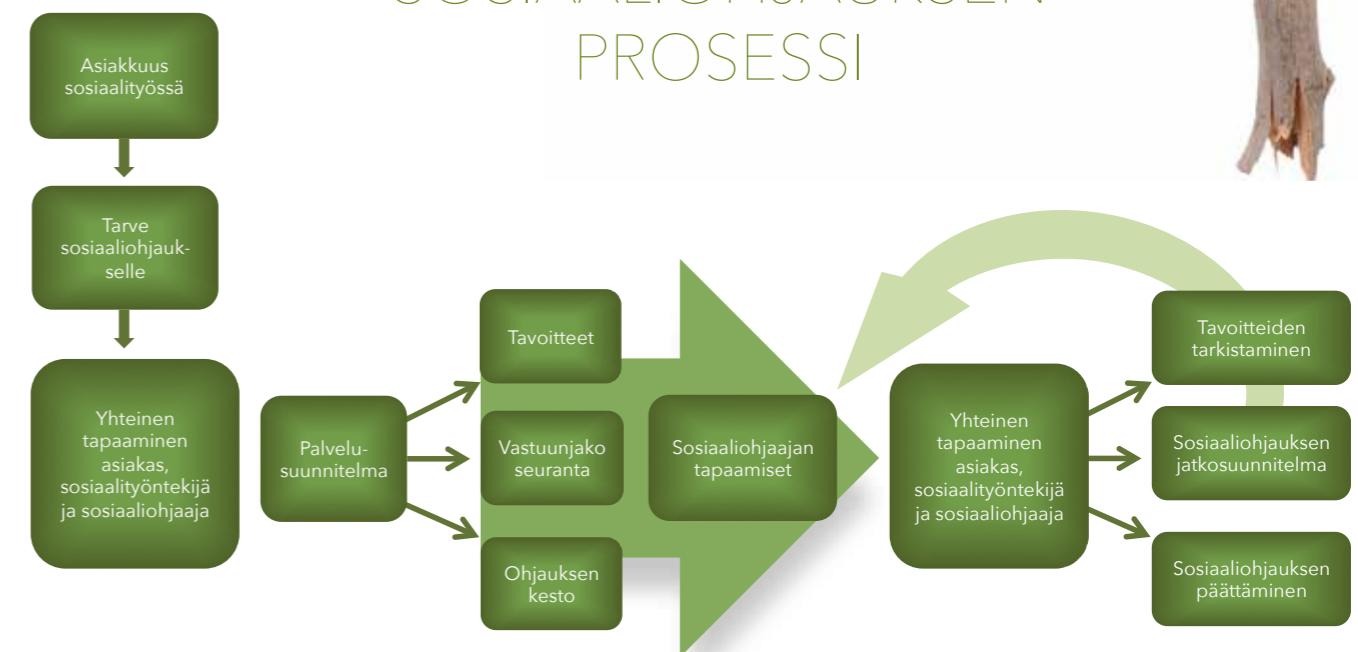 SOSIAALIOHJAUKSEN
PROSESSI
Asiakkuus
sosiaalityössä
Tarve
sosiaaliohjauk-
selle
Yhteinen
tapaaminen
asiakas,
sosiaalityöntekijä
ja sosiaaliohjaaja
Palvelu-
suunnitelma
Tavoitteet
Vastuunjako
seuranta
Ohjauksen
kesto
Sosiaaliohjaajan
tapaamiset
Yhteinen
tapaaminen
asiakas,
sosiaalityöntekijä
ja sosiaaliohjaaja
Tavoitteiden
tarkistaminen
Sosiaaliohjauksen
jatkosuunnitelma
Sosiaaliohjauksen
päättäminen